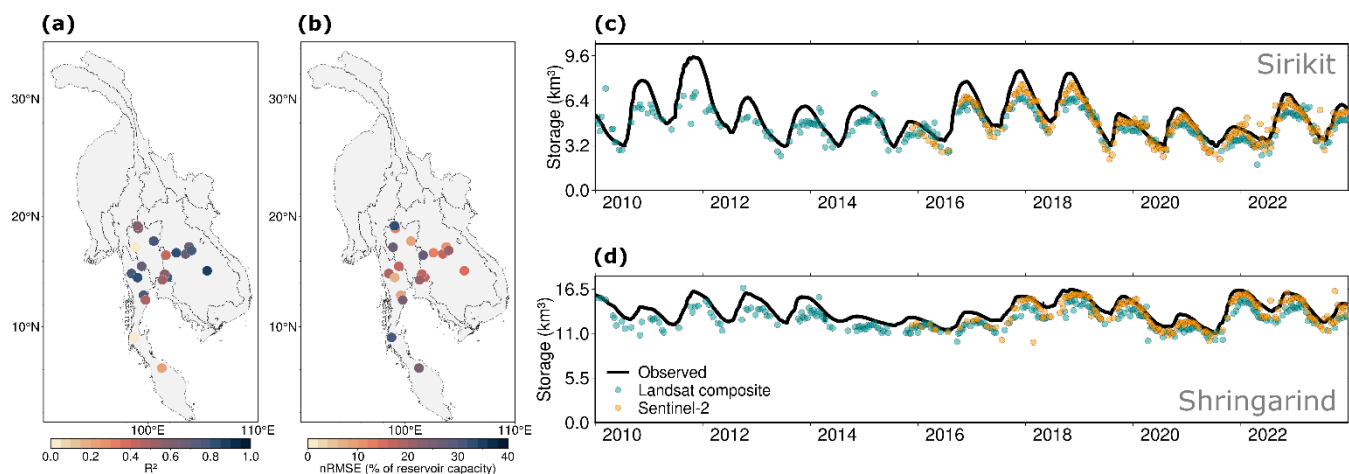 (a)
30°N
20°N
10°N
100°E
110°E
0.0 0.2 0.4 0.6 0.8 1.0
R²
(b)
30°N
20°N
10°N
100°E
110°E
0 10 20 30 40
nRMSE (% of reservoir capacity)
(c)
Sirikit
Storage (km³)
9.6
6.4
3.2
0.0
2010 2012 2014 2016 2018 2020 2022
(d)
Storage (km³)
16.5
11.0
5.5
0.0
Observed
Landsat composite
Sentinel-2
Shringarind
2010 2012 2014 2016 2018 2020 2022